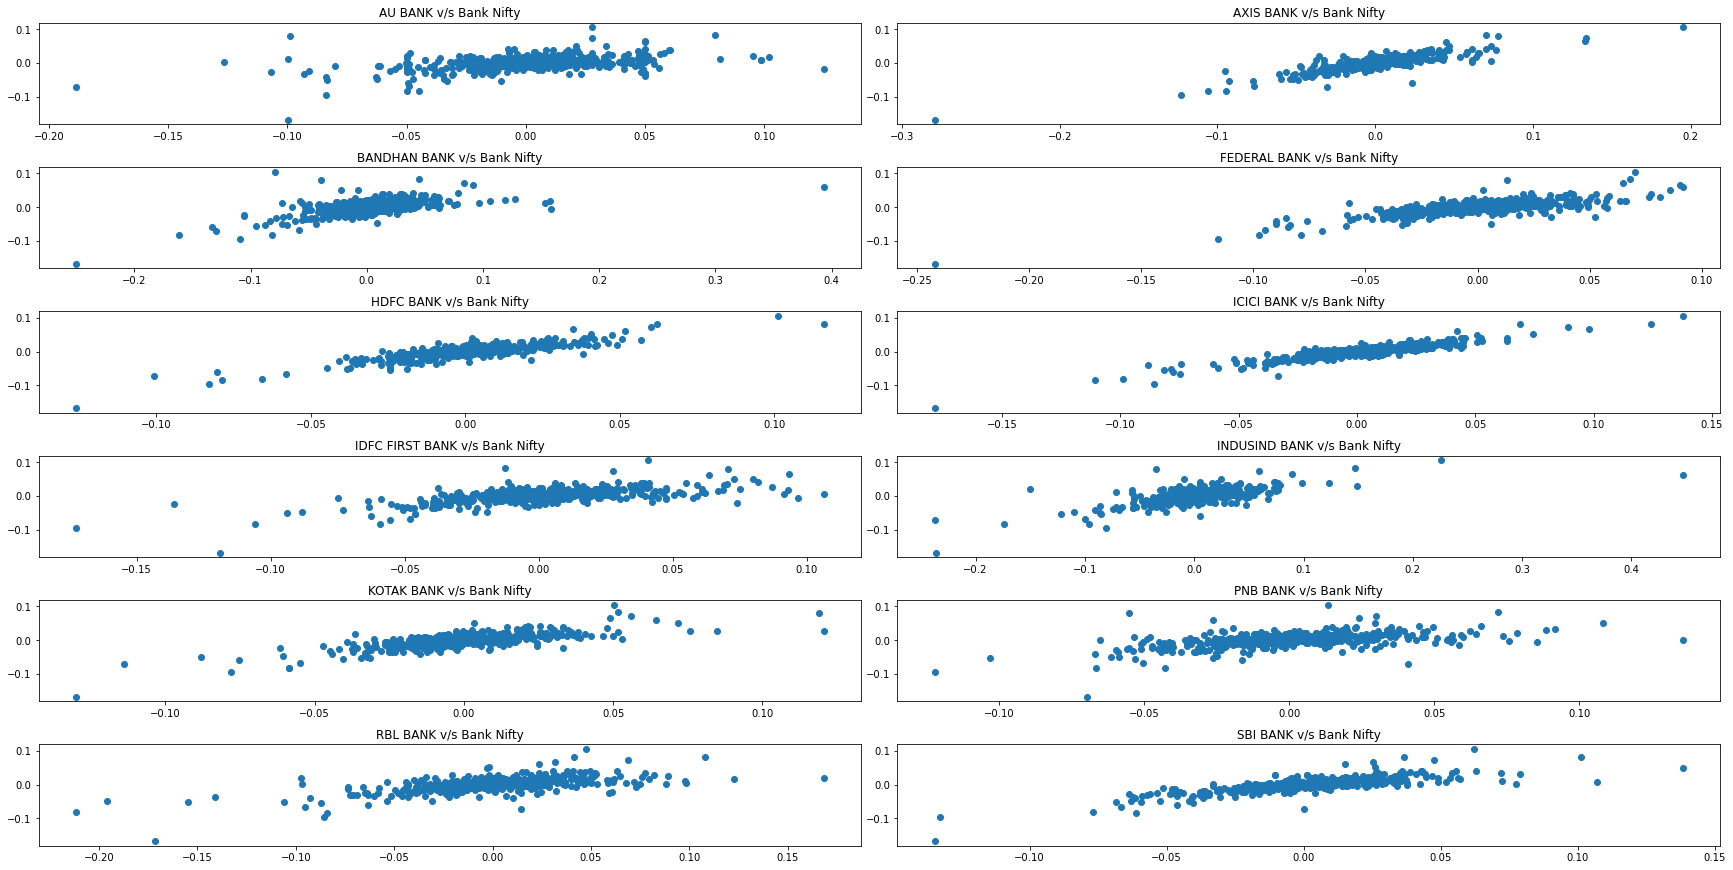 AU BANK v/s Bank Nifty
0.1
0.0
−0.1
−0.20 −0.15 −0.10 −0.05 0.00 0.05 0.10
AXIS BANK v/s Bank Nifty
0.1
0.0
−0.1
−0.3 −0.2 −0.1 0.0 0.1 0.2
BANDHAN BANK v/s Bank Nifty
0.1
0.0
−0.1
−0.2 −0.1 0.0 0.1 0.2 0.3 0.4
FEDERAL BANK v/s Bank Nifty
0.1
0.0
−0.1
−0.25 −0.20 −0.15 −0.10 −0.05 0.00 0.05 0.10
HDFC BANK v/s Bank Nifty
0.1
0.0
−0.1
−0.10 −0.05 0.00 0.05 0.10
ICICI BANK v/s Bank Nifty
0.1
0.0
−0.1
−0.15 −0.10 −0.05 0.00 0.05 0.10 0.15
IDFC FIRST BANK v/s Bank Nifty
0.1
0.0
−0.1
−0.15 −0.10 −0.05 0.00 0.05 0.10
INDUSIND BANK v/s Bank Nifty
0.1
0.0
−0.1
−0.2 −0.1 0.0 0.1 0.2 0.3 0.4
KOTAK BANK v/s Bank Nifty
0.1
0.0
−0.1
−0.10 −0.05 0.00 0.05 0.10
PNB BANK v/s Bank Nifty
0.1
0.0
−0.1
−0.10 −0.05 0.00 0.05 0.10
RBL BANK v/s Bank Nifty
0.1
0.0
−0.1
−0.20 −0.15 −0.10 −0.05 0.00 0.05 0.10 0.15
SBI BANK v/s Bank Nifty
0.1
0.0
−0.1
−0.10 −0.05 0.00 0.05 0.10 0.15